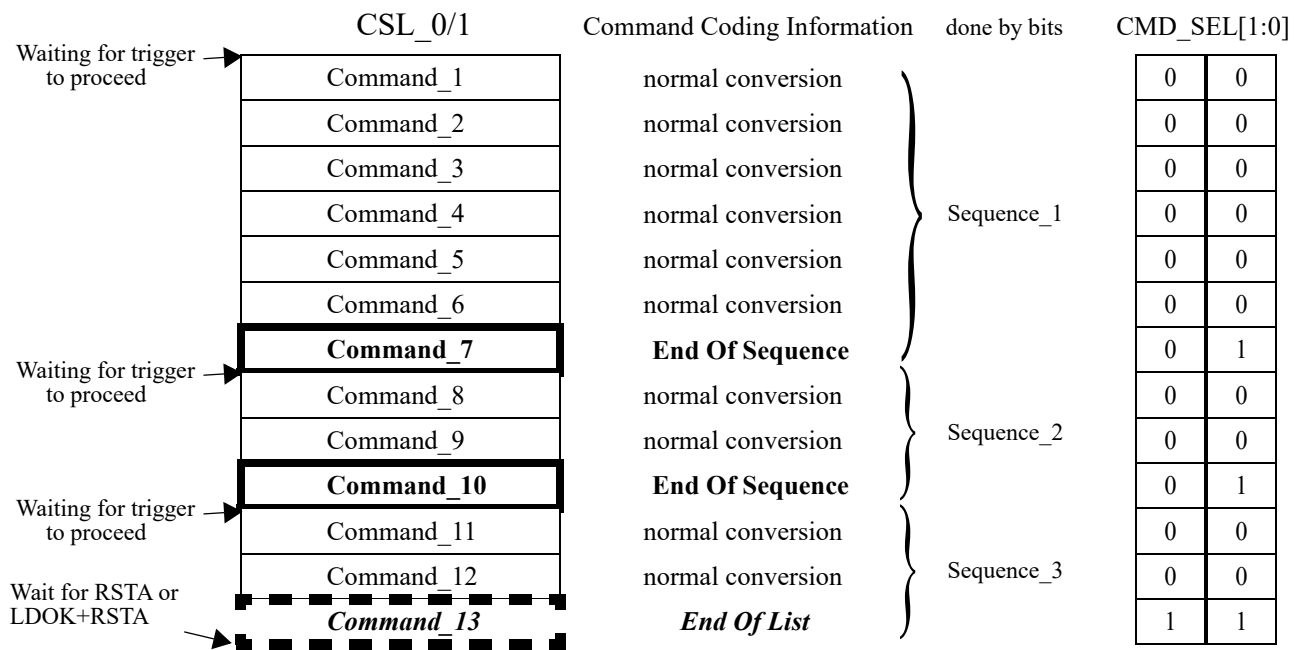 CSL_0/1 Command Coding Information done by bits CMD_SEL[1:0]
Waiting for trigger
to proceed
Command_1 normal conversion 0 0
Command_2 normal conversion 0 0
Command_3 normal conversion 0 0
Command_4 normal conversion Sequence_1 0 0
Command_5 normal conversion 0 0
Command_6 normal conversion 0 0
Command_7 End Of Sequence 0 1
Waiting for trigger
to proceed
Command_8 normal conversion 0 0
Command_9 normal conversion Sequence_2 0 0
Command_10 End Of Sequence 0 1
Waiting for trigger
to proceed
Command_11 normal conversion 0 0
Command_12 normal conversion Sequence_3 0 0
Wait for RSTA or
LDOK+RSTA
Command_13 End Of List 1 1